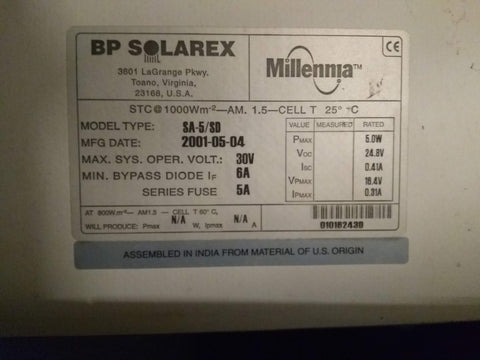 BP SOLAREX
3601 LaGrange Pkwy.
Toano, Virginia,
23168, U.S.A.
Millennia™
CE
STC @ 1000Wm-²—AM. 1.5—CELL T 25° °C
MODEL TYPE: SA-5/SD
MFG DATE: 2001-05-04
MAX. SYS. OPER. VOLT.: 30V
MIN. BYPASS DIODE IF 6A
SERIES FUSE 5A
VALUE MEASURED RATED
PMAX 5.0W
VOC 24.8V
ISC 0.41A
VPMAX 16.4V
IPMAX 0.31A
AT 800W.m-²— AM1.5 — CELL T 60° C,
WILL PRODUCE: Pmax N/A W, Ipmax N/A A
010182430
ASSEMBLED IN INDIA FROM MATERIAL OF U.S. ORIGIN